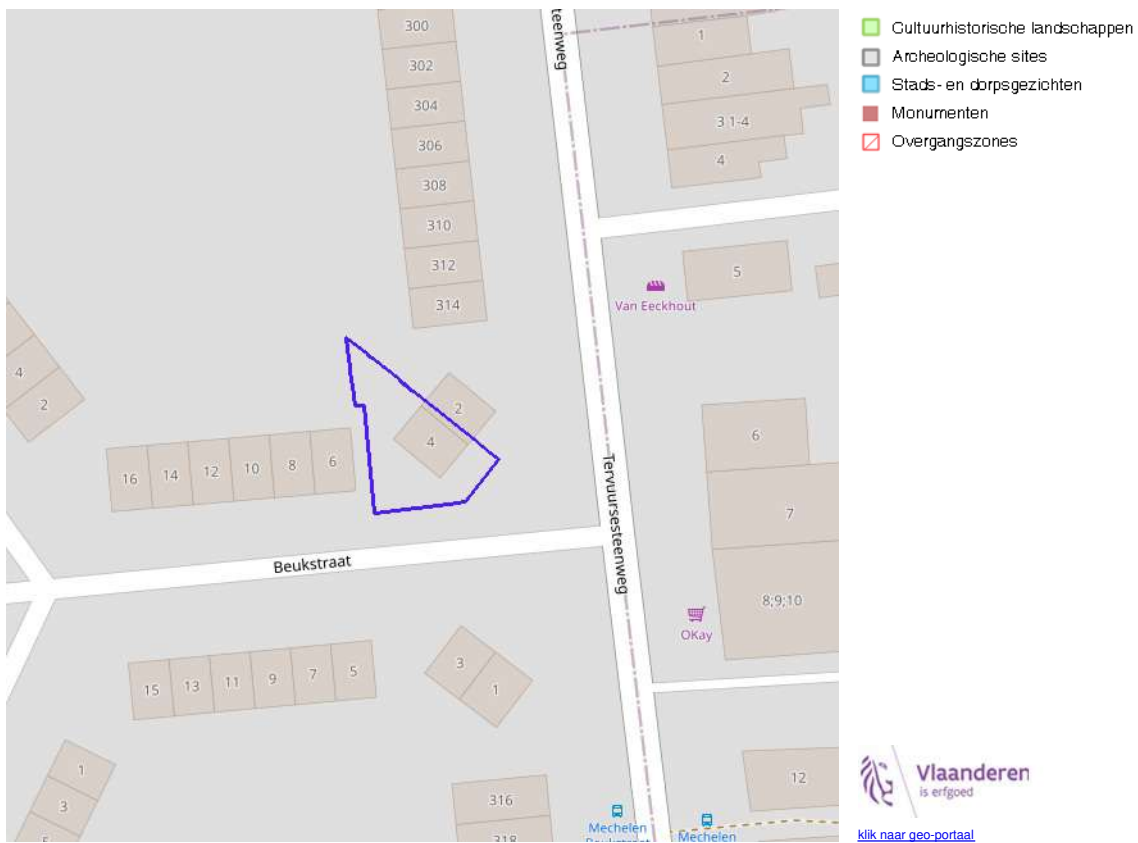 teenweg
300
302
304
306
308
310
312
314
1
2
3 1-4
4
5
Van Eeckhout
4
2
2
4
16
14
12
10
8
6
6
7
8;9;10
Tervuursesteenweg
Beukstraat
OKay
15
13
11
9
7
5
3
1
1
3
5
316
318
12
Mechelen
Beukstraat
Mechelen
Cultuurhistorische landschappen
Archeologische sites
Stads- en dorpsgezichten
Monumenten
Overgangszones
Vlaanderen
is erfgoed
klik naar geo-portaal